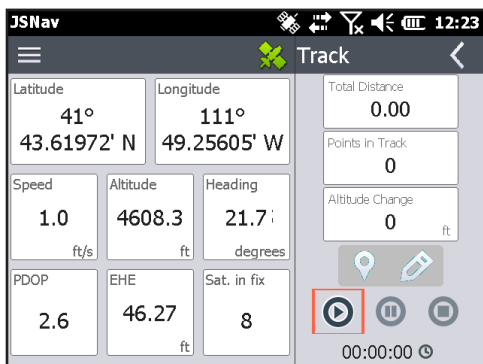 JSNav 12:23
Track
Latitude
41°
43.61972' N
Longitude
111°
49.25605' W
Speed
1.0
ft/s
Altitude
4608.3
ft
Heading
21.7
degrees
PDOP
2.6
EHE
46.27
ft
Sat. in fix
8
Total Distance
0.00
Points in Track
0
Altitude Change
0
ft
00:00:00